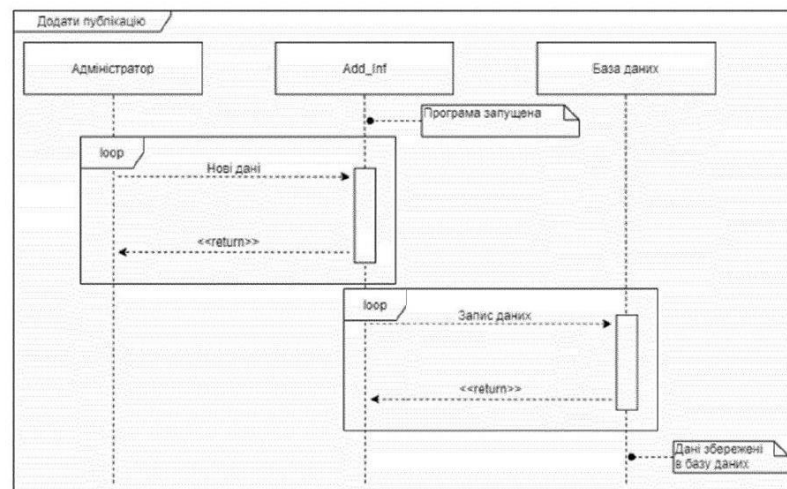 Додати публікацію
Адміністратор
Add_Inf
База даних
Програма запущена
loop
Нові дані
<<return>>
loop
Запис даних
<<return>>
Дані збережені
в базу даних